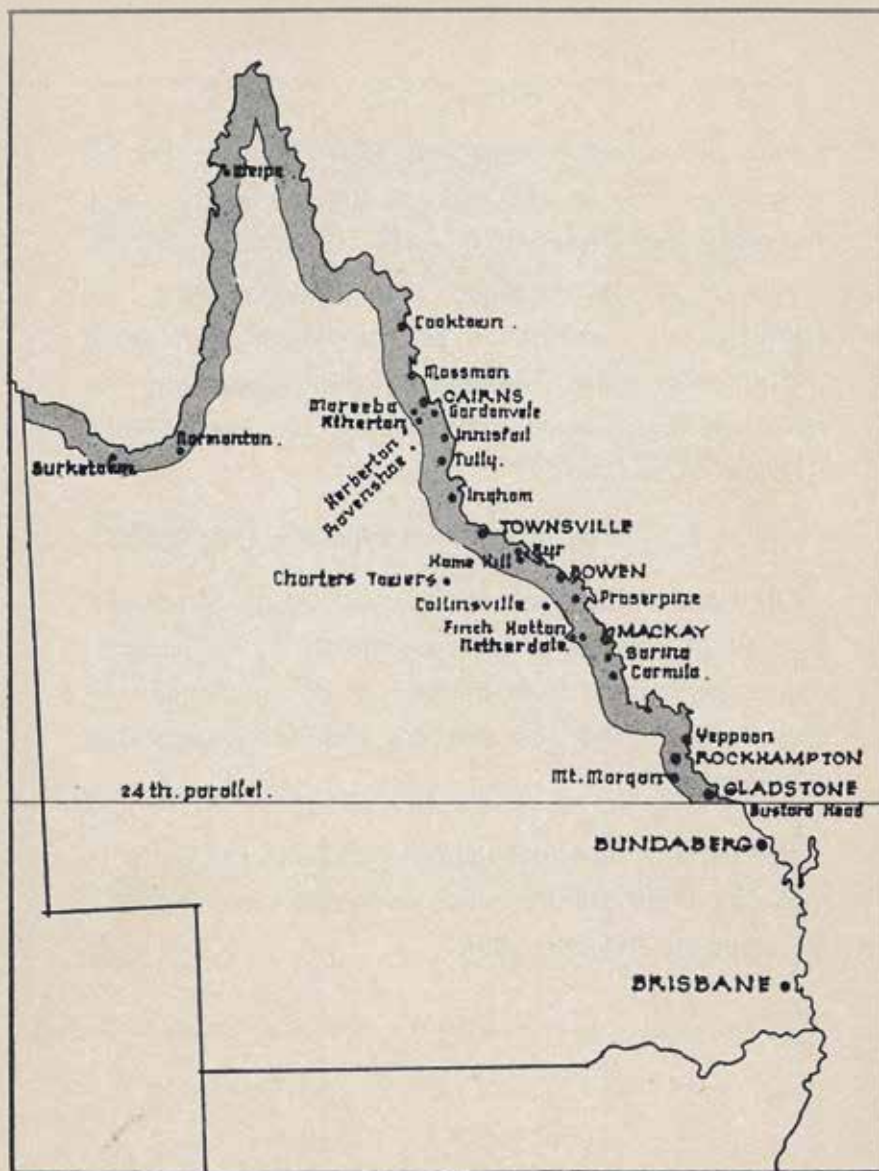 Weipa.
Cooktown.
Mossman
CAIRNS
Mareeba
Gordonvale
Atherton
Herberton
Ravenshoe.
Innisfail
Tully.
Normanton.
Burketown
Ingham
TOWNSVILLE
Ayr
Home Hill
BOWEN
Charters Towers
Proserpine
Collinsville
Finch Hatton
MACKAY
Netherdale
Sarina
Carmila.
Yeppoon
ROCKHAMPTON
Mt. Morgan
24th. parallel.
GLADSTONE
Bustard Head
BUNDABERG
BRISBANE